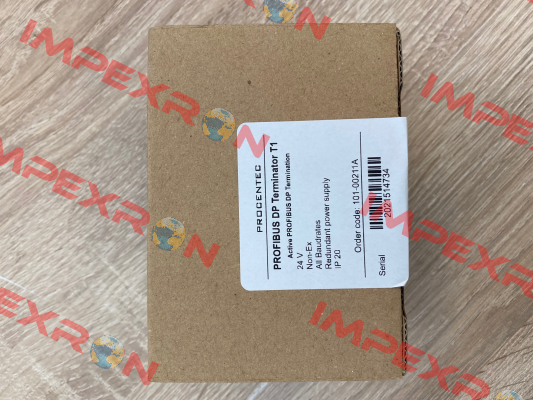 PROCENTEC
PROFIBUS DP Terminator T1
Active PROFIBUS DP Termination
24 V
Non-Ex
All Baudrates
Redundant power supply
IP 20
Order code: 101-00211A
2021514734
Serial
IMPEXRON
IMPEXRON
IMPEXRON
IMPEXRON
IMPEXRON